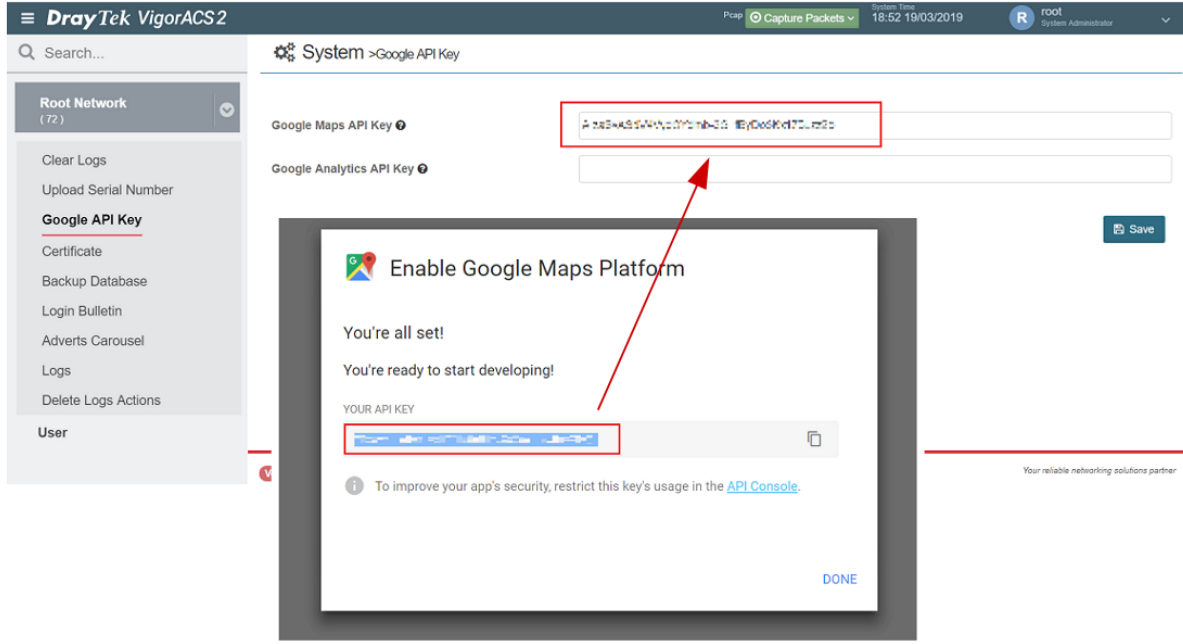 DrayTek VigorACS 2
Pcap Capture Packets
System Time
18:52 19/03/2019
R
root
System Administrator
Search...
System >Google API Key
Root Network
(72)
Clear Logs
Upload Serial Number
Google API Key
Certificate
Backup Database
Login Bulletin
Adverts Carousel
Logs
Delete Logs Actions
User
Google Maps API Key
Google Analytics API Key
Save
Enable Google Maps Platform
You're all set!
You're ready to start developing!
YOUR API KEY
To improve your app's security, restrict this key's usage in the API Console.
DONE
Your reliable networking solutions partner